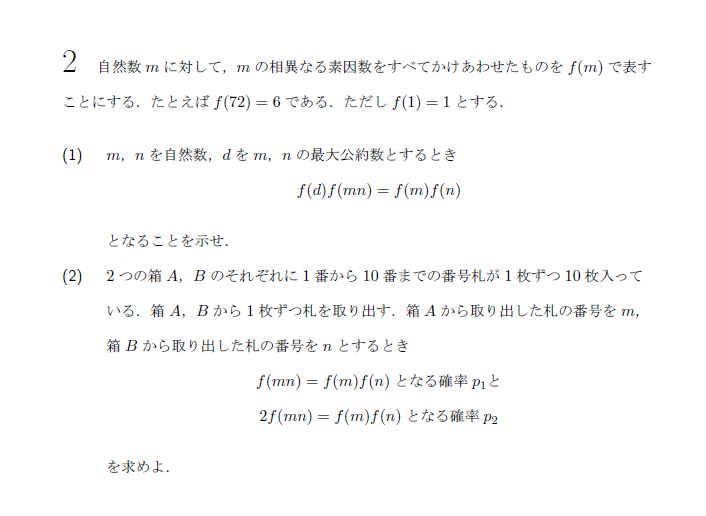 2 自然数 m に対して，m の相異なる素因数をすべてかけあわせたものを f(m) で表す
ことにする．たとえば f(72) = 6 である．ただし f(1) = 1 とする．
(1) m，n を自然数，d を m，n の最大公約数とするとき
f(d)f(mn) = f(m)f(n)
となることを示せ．
(2) 2 つの箱 A，B のそれぞれに 1 番から 10 番までの番号札が 1 枚ずつ 10 枚入って
いる．箱 A，B から 1 枚ずつ札を取り出す．箱 A から取り出した札の番号を m，
箱 B から取り出した札の番号を n とするとき
f(mn) = f(m)f(n) となる確率 p₁と
2f(mn) = f(m)f(n) となる確率 p₂
を求めよ．